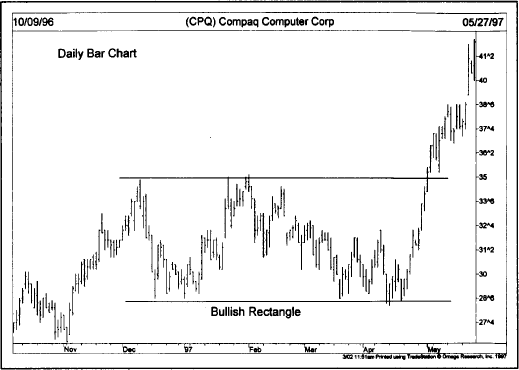 10/09/96 (CPQ) Compaq Computer Corp 05/27/97
Daily Bar Chart
41^2
40
38^6
37^4
36^2
35
33^6
32^4
31^2
30
28^6
27^4
Bullish Rectangle
Nov Dec 97 Feb Mar Apr May
3/02 11:51am Printed using TradeStation © Omega Research, Inc. 1997